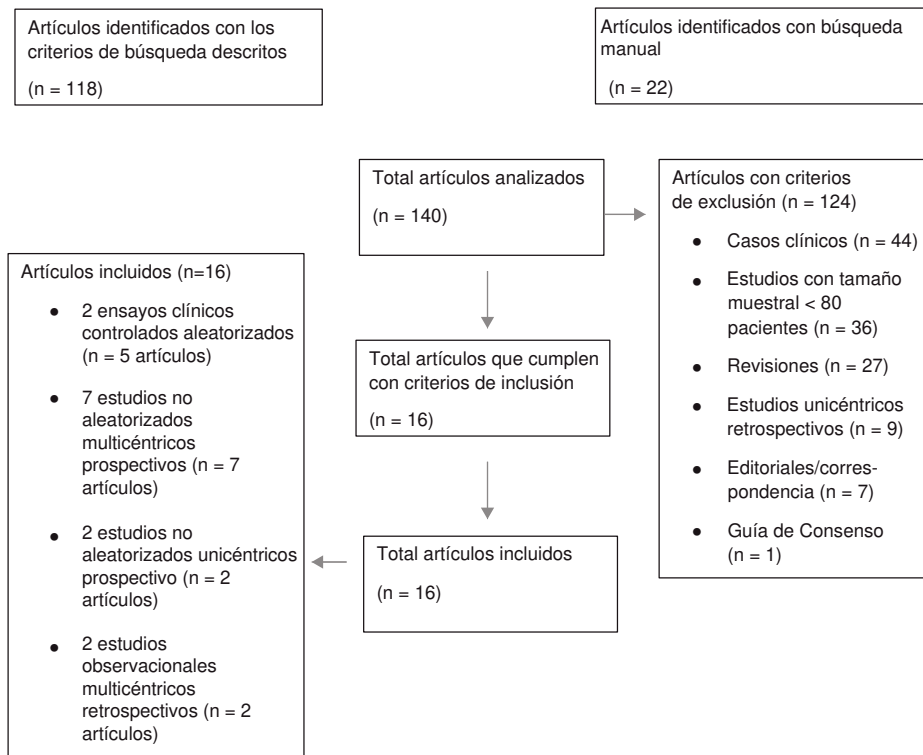 Artículos identificados con los
criterios de búsqueda descritos
(n = 118)
Artículos identificados con búsqueda
manual
(n = 22)
Total artículos analizados
(n = 140)
Artículos con criterios
de exclusión (n = 124)
• Casos clínicos (n = 44)
• Estudios con tamaño
muestral < 80
pacientes (n = 36)
• Revisiones (n = 27)
• Estudios unicéntricos
retrospectivos (n = 9)
• Editoriales/corres-
pondencia (n = 7)
• Guía de Consenso
(n = 1)
Total artículos que cumplen
con criterios de inclusión
(n = 16)
Total artículos incluidos
(n = 16)
Artículos incluidos (n=16)
• 2 ensayos clínicos
controlados aleatorizados
(n = 5 artículos)
• 7 estudios no
aleatorizados
multicéntricos
prospectivos (n = 7
artículos)
• 2 estudios no
aleatorizados unicéntricos
prospectivo (n = 2
artículos)
• 2 estudios
observacionales
multicéntricos
retrospectivos (n = 2
artículos)